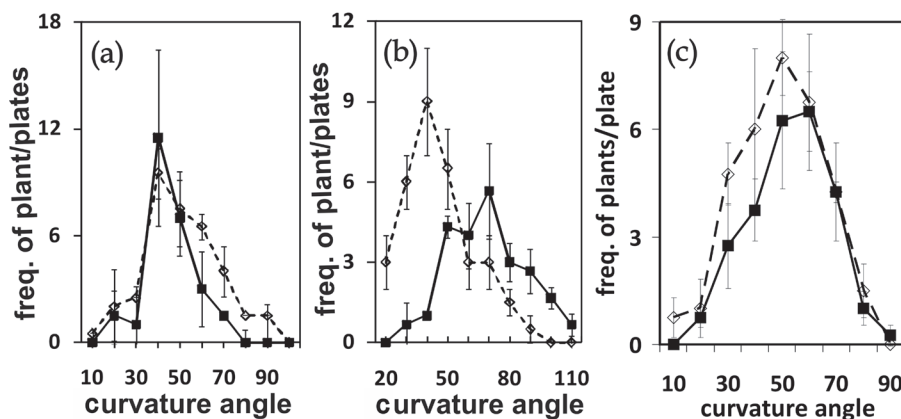 (a)
freq. of plant/plates
18
12
6
0
10 30 50 70 90
curvature angle
(b)
freq. of plant/plates
12
9
6
3
0
20 50 80 110
curvature angle
(c)
freq. of plants/plate
9
6
3
0
10 30 50 70 90
curvature angle